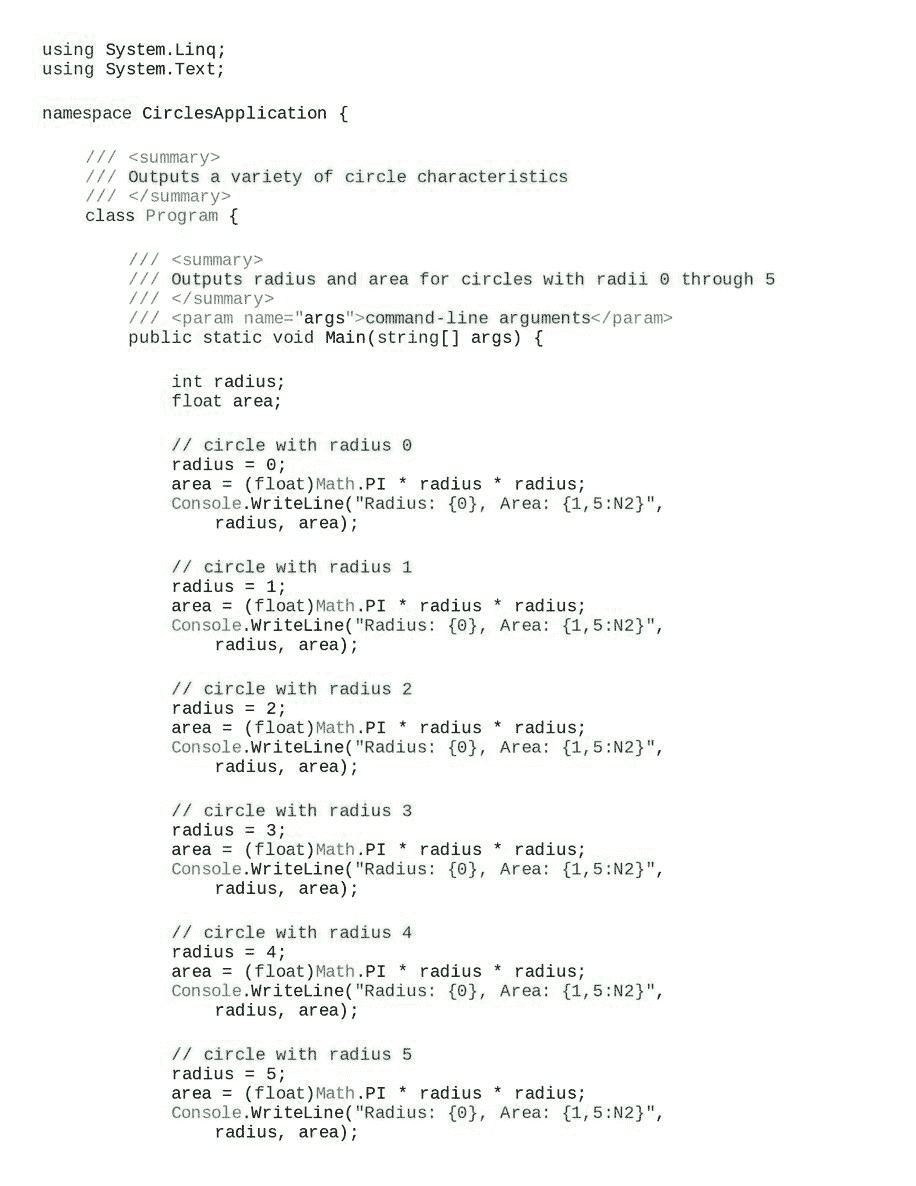 using System.Linq;
using System.Text;
namespace CirclesApplication {
/// <summary>
/// Outputs a variety of circle characteristics
/// </summary>
class Program {
/// <summary>
/// Outputs radius and area for circles with radii 0 through 5
/// </summary>
/// <param name="args">command-line arguments</param>
public static void Main(string[] args) {
int radius;
float area;
// circle with radius 0
radius = 0;
area = (float)Math.PI * radius * radius;
Console.WriteLine("Radius: {0}, Area: {1,5:N2}",
radius, area);
// circle with radius 1
radius = 1;
area = (float)Math.PI * radius * radius;
Console.WriteLine("Radius: {0}, Area: {1,5:N2}",
radius, area);
// circle with radius 2
radius = 2;
area = (float)Math.PI * radius * radius;
Console.WriteLine("Radius: {0}, Area: {1,5:N2}",
radius, area);
// circle with radius 3
radius = 3;
area = (float)Math.PI * radius * radius;
Console.WriteLine("Radius: {0}, Area: {1,5:N2}",
radius, area);
// circle with radius 4
radius = 4;
area = (float)Math.PI * radius * radius;
Console.WriteLine("Radius: {0}, Area: {1,5:N2}",
radius, area);
// circle with radius 5
radius = 5;
area = (float)Math.PI * radius * radius;
Console.WriteLine("Radius: {0}, Area: {1,5:N2}",
radius, area);